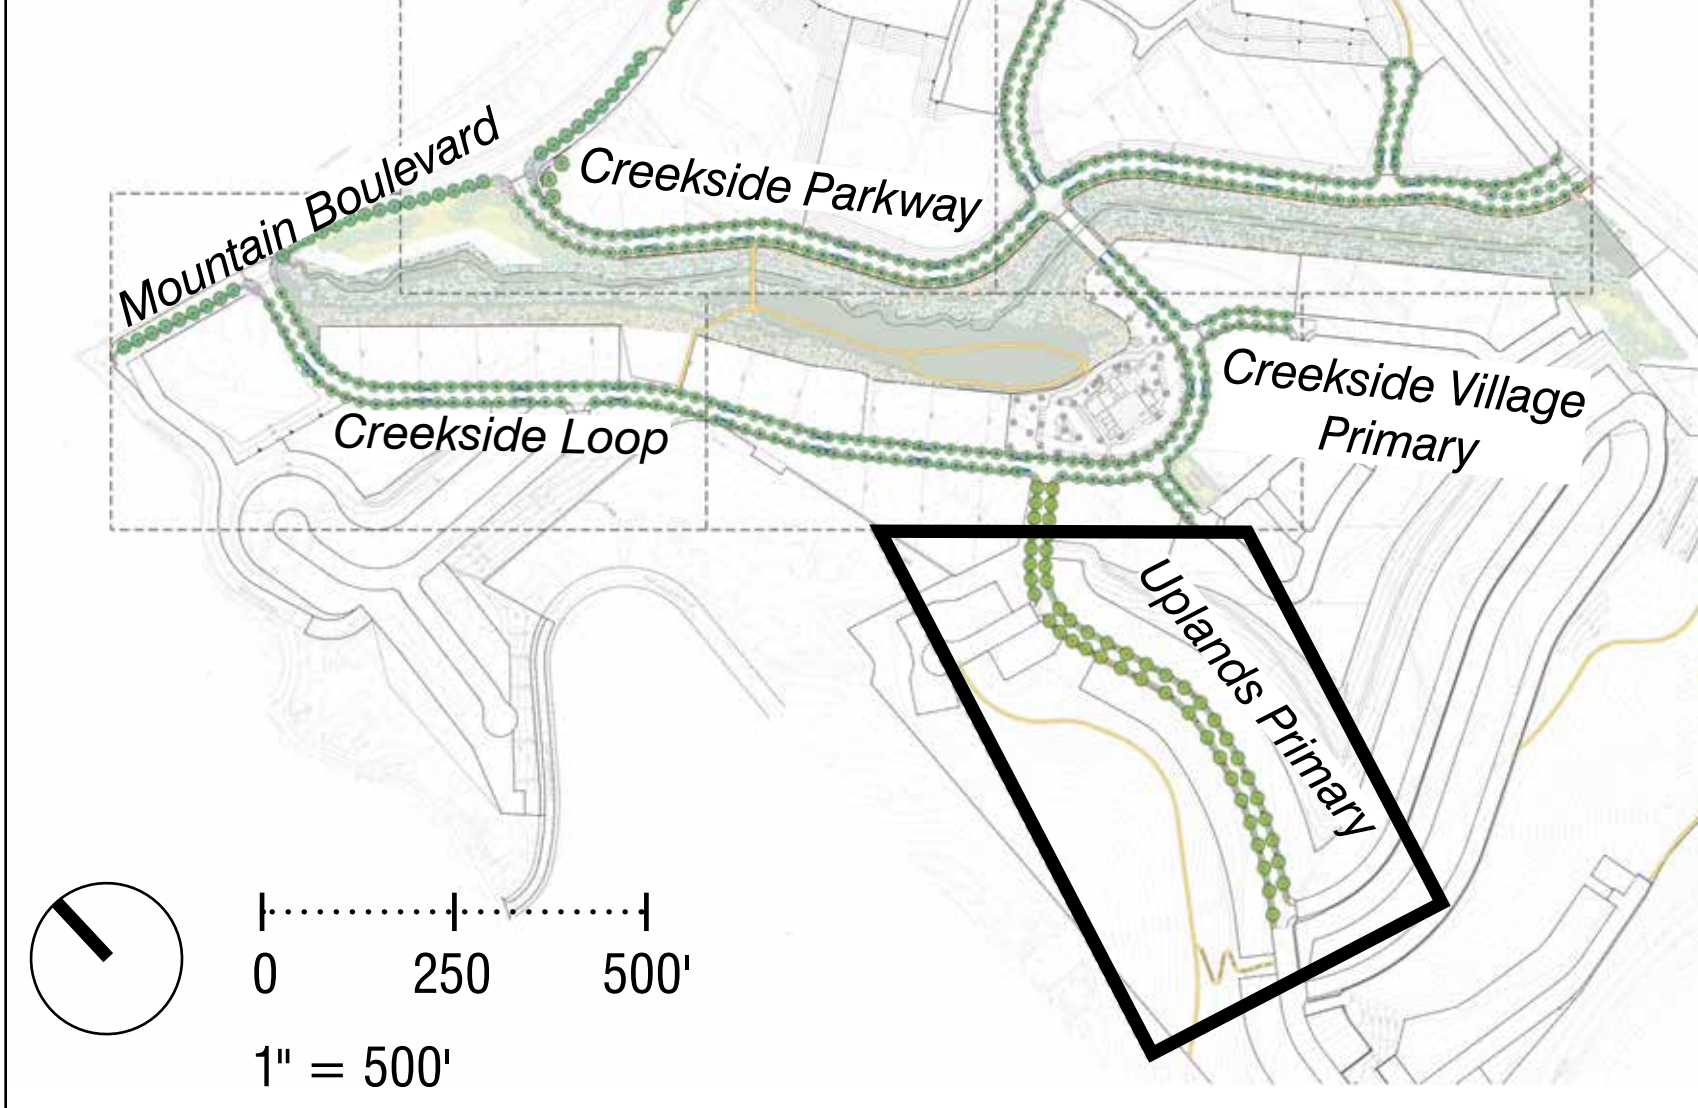 Mountain Boulevard
Creekside Parkway
Creekside Village
Primary
Creekside Loop
Uplands Primary
0 250 500'
1" = 500'